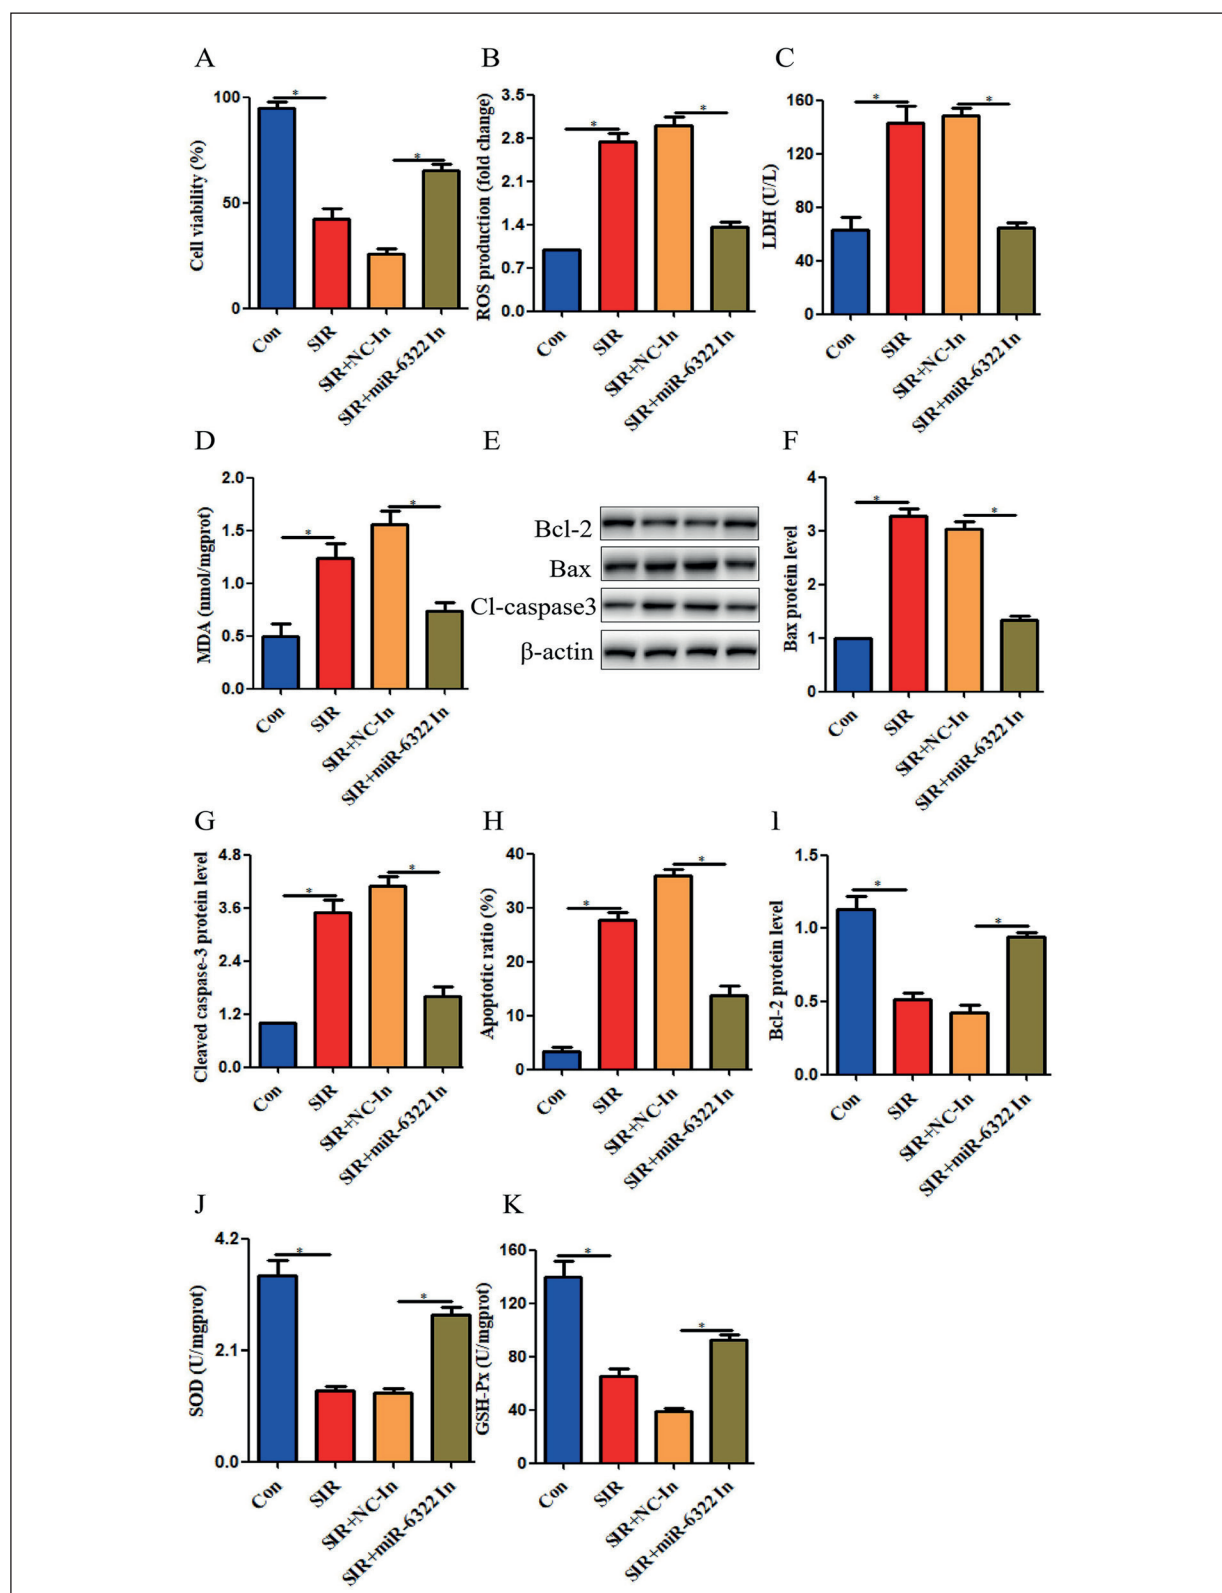 A
Cell viability (%)
100
50
0
*
*
Con
SIR
SIR+NC-In
SIR+miR-6322 In
B
ROS production (fold change)
3.5
2.8
2.1
1.4
0.7
0.0
*
*
Con
SIR
SIR+NC-In
SIR+miR-6322 In
C
LDH (U/L)
160
120
80
40
0
*
*
Con
SIR
SIR+NC-In
SIR+miR-6322 In
D
MDA (nmol/mgprot)
2.0
1.5
1.0
0.5
0.0
*
*
Con
SIR
SIR+NC-In
SIR+miR-6322 In
E
Bcl-2
Bax
Cl-caspase3
β-actin
F
Bax protein level
4
3
2
1
0
*
*
Con
SIR
SIR+NC-In
SIR+miR-6322 In
G
Cleaved caspase-3 protein level
4.8
3.6
2.4
1.2
0.0
*
*
Con
SIR
SIR+NC-In
SIR+miR-6322 In
H
Apoptotic ratio (%)
40
30
20
10
0
*
*
Con
SIR
SIR+NC-In
SIR+miR-6322 In
I
Bcl-2 protein level
1.5
1.0
0.5
0.0
*
*
Con
SIR
SIR+NC-In
SIR+miR-6322 In
J
SOD (U/mgprot)
4.2
2.1
0.0
*
*
Con
SIR
SIR+NC-In
SIR+miR-6322 In
K
GSH-Px (U/mgprot)
160
120
80
40
0
*
*
Con
SIR
SIR+NC-In
SIR+miR-6322 In